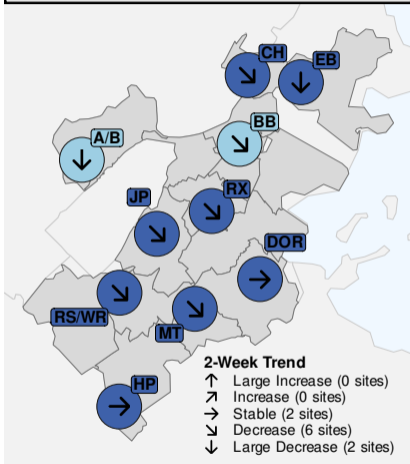 CH
EB
BB
A/B
RX
JP
DOR
RS/WR
MT
HP
2-Week Trend
↑ Large Increase (0 sites)
↗ Increase (0 sites)
→ Stable (2 sites)
↘ Decrease (6 sites)
↓ Large Decrease (2 sites)